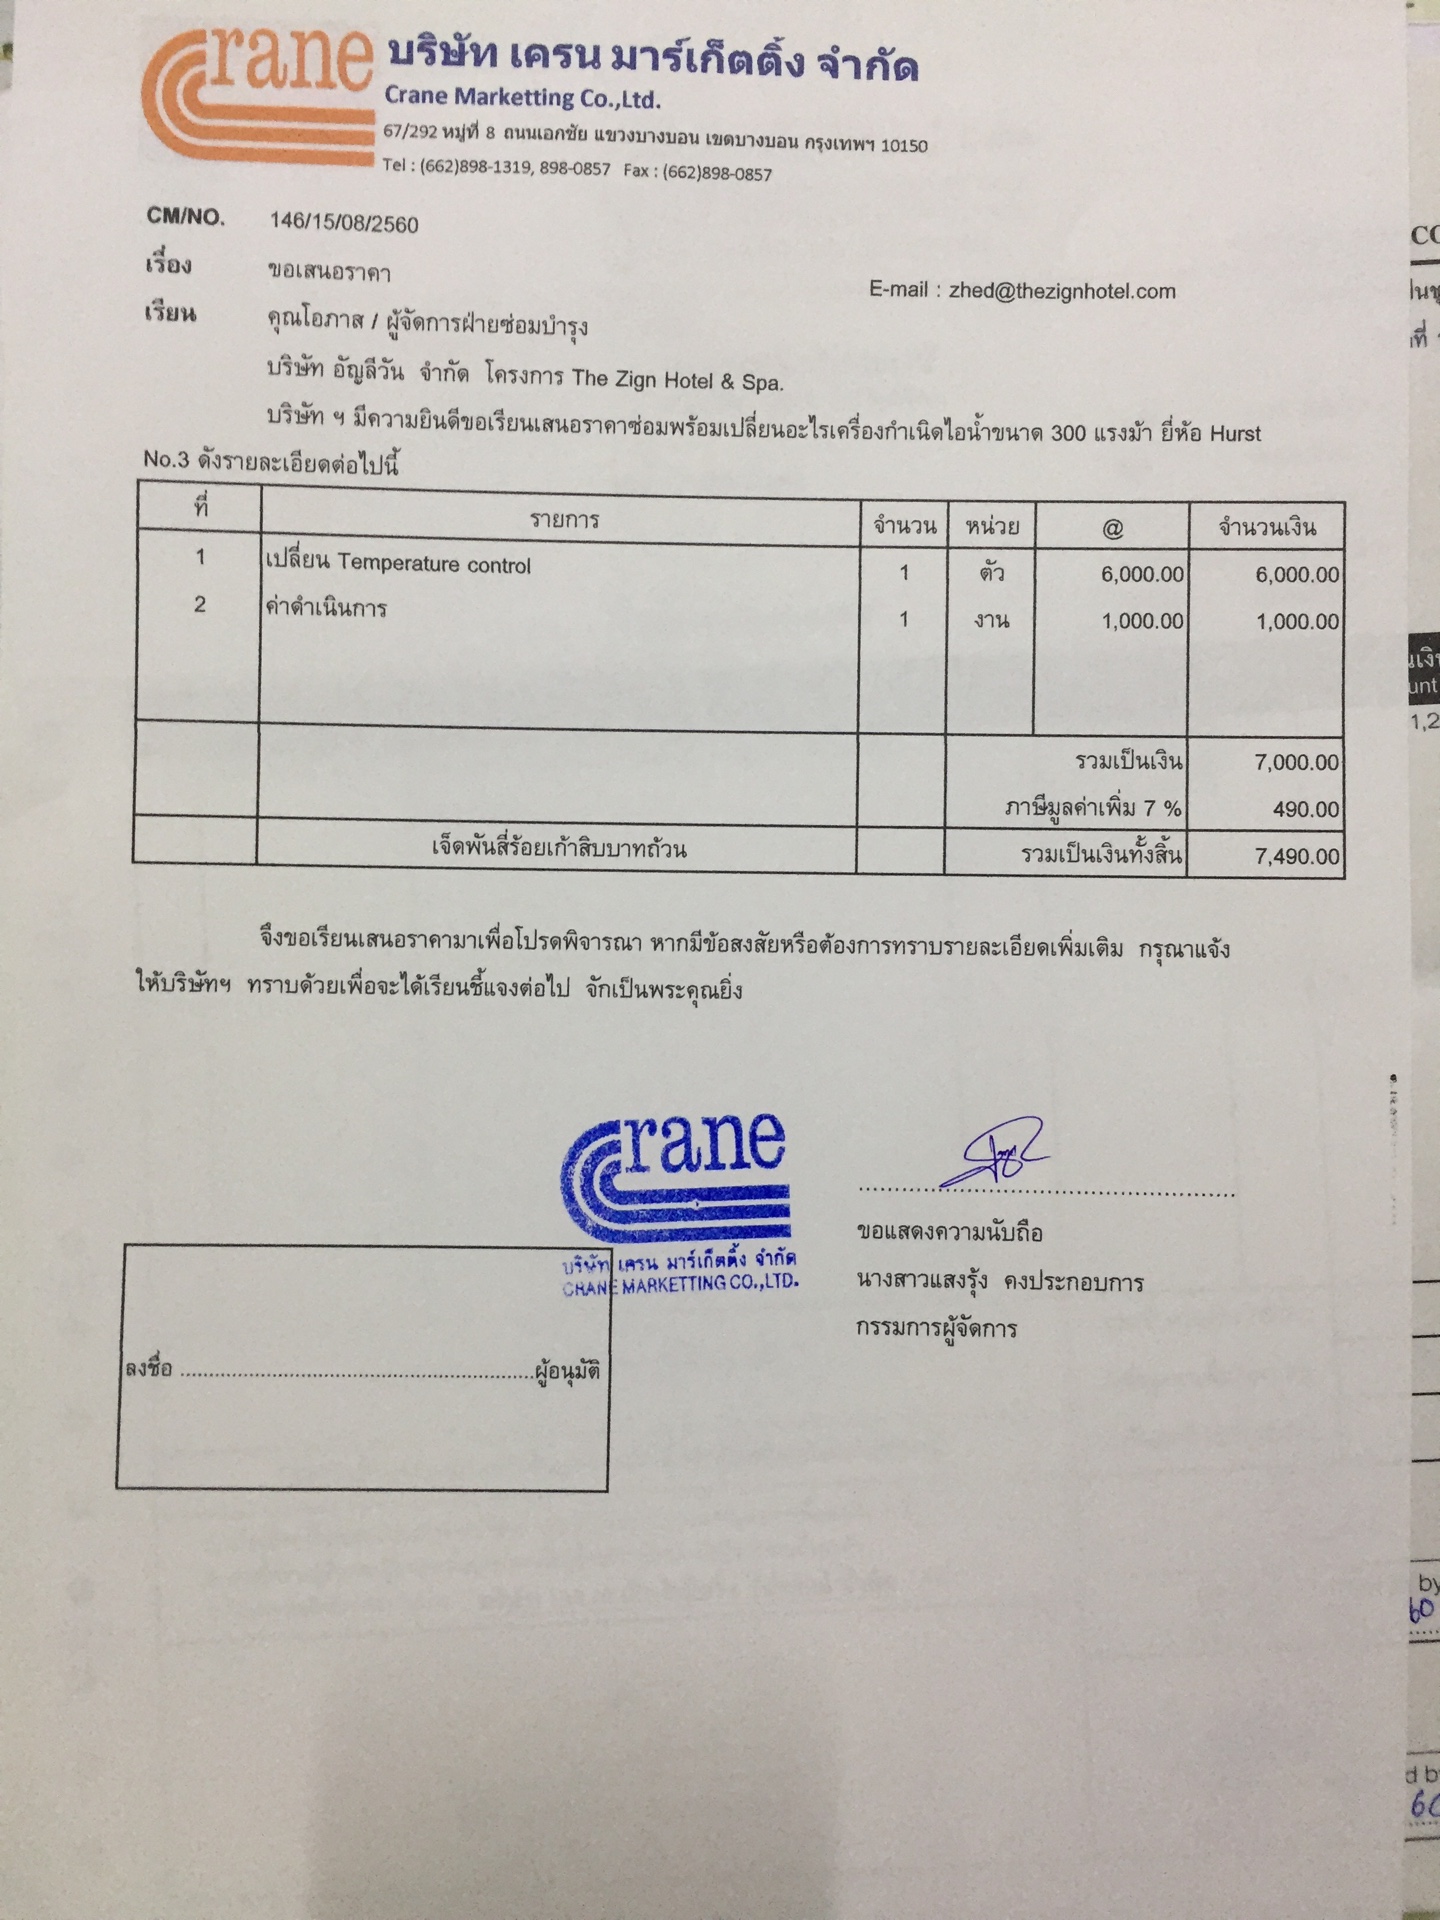 Crane
บริษัท เครน มาร์เก็ตติ้ง จำกัด
Crane Marketting Co.,Ltd.
67/292 หมู่ที่ 8 ถนนเอกชัย แขวงบางบอน เขตบางบอน กรุงเทพฯ 10150
Tel : (662)898-1319, 898-0857 Fax : (662)898-0857
CM/NO. 146/15/08/2560
เรื่อง ขอเสนอราคา
E-mail : zhed@thezignhotel.com
เรียน คุณโอภาส / ผู้จัดการฝ่ายซ่อมบำรุง
บริษัท อัญลีวัน จำกัด โครงการ The Zign Hotel & Spa.
บริษัท ฯ มีความยินดีขอเรียนเสนอราคาซ่อมพร้อมเปลี่ยนอะไรเครื่องกำเนิดไอน้ำขนาด 300 แรงม้า ยี่ห้อ Hurst
No.3 ดังรายละเอียดต่อไปนี้
ที่ รายการ จำนวน หน่วย @ จำนวนเงิน
1 เปลี่ยน Temperature control 1 ตัว 6,000.00 6,000.00
2 ค่าดำเนินการ 1 งาน 1,000.00 1,000.00
รวมเป็นเงิน 7,000.00
ภาษีมูลค่าเพิ่ม 7 % 490.00
เจ็ดพันสี่ร้อยเก้าสิบบาทถ้วน รวมเป็นเงินทั้งสิ้น 7,490.00
จึงขอเรียนเสนอราคามาเพื่อโปรดพิจารณา หากมีข้อสงสัยหรือต้องการทราบรายละเอียดเพิ่มเติม กรุณาแจ้ง
ให้บริษัทฯ ทราบด้วยเพื่อจะได้เรียนชี้แจงต่อไป จักเป็นพระคุณยิ่ง
Crane
บริษัท เครน มาร์เก็ตติ้ง จำกัด
CRANE MARKETTING CO.,LTD.
ขอแสดงความนับถือ
นางสาวแสงรุ้ง คงประกอบการ
กรรมการผู้จัดการ
ลงชื่อ ........................................................ผู้อนุมัติ